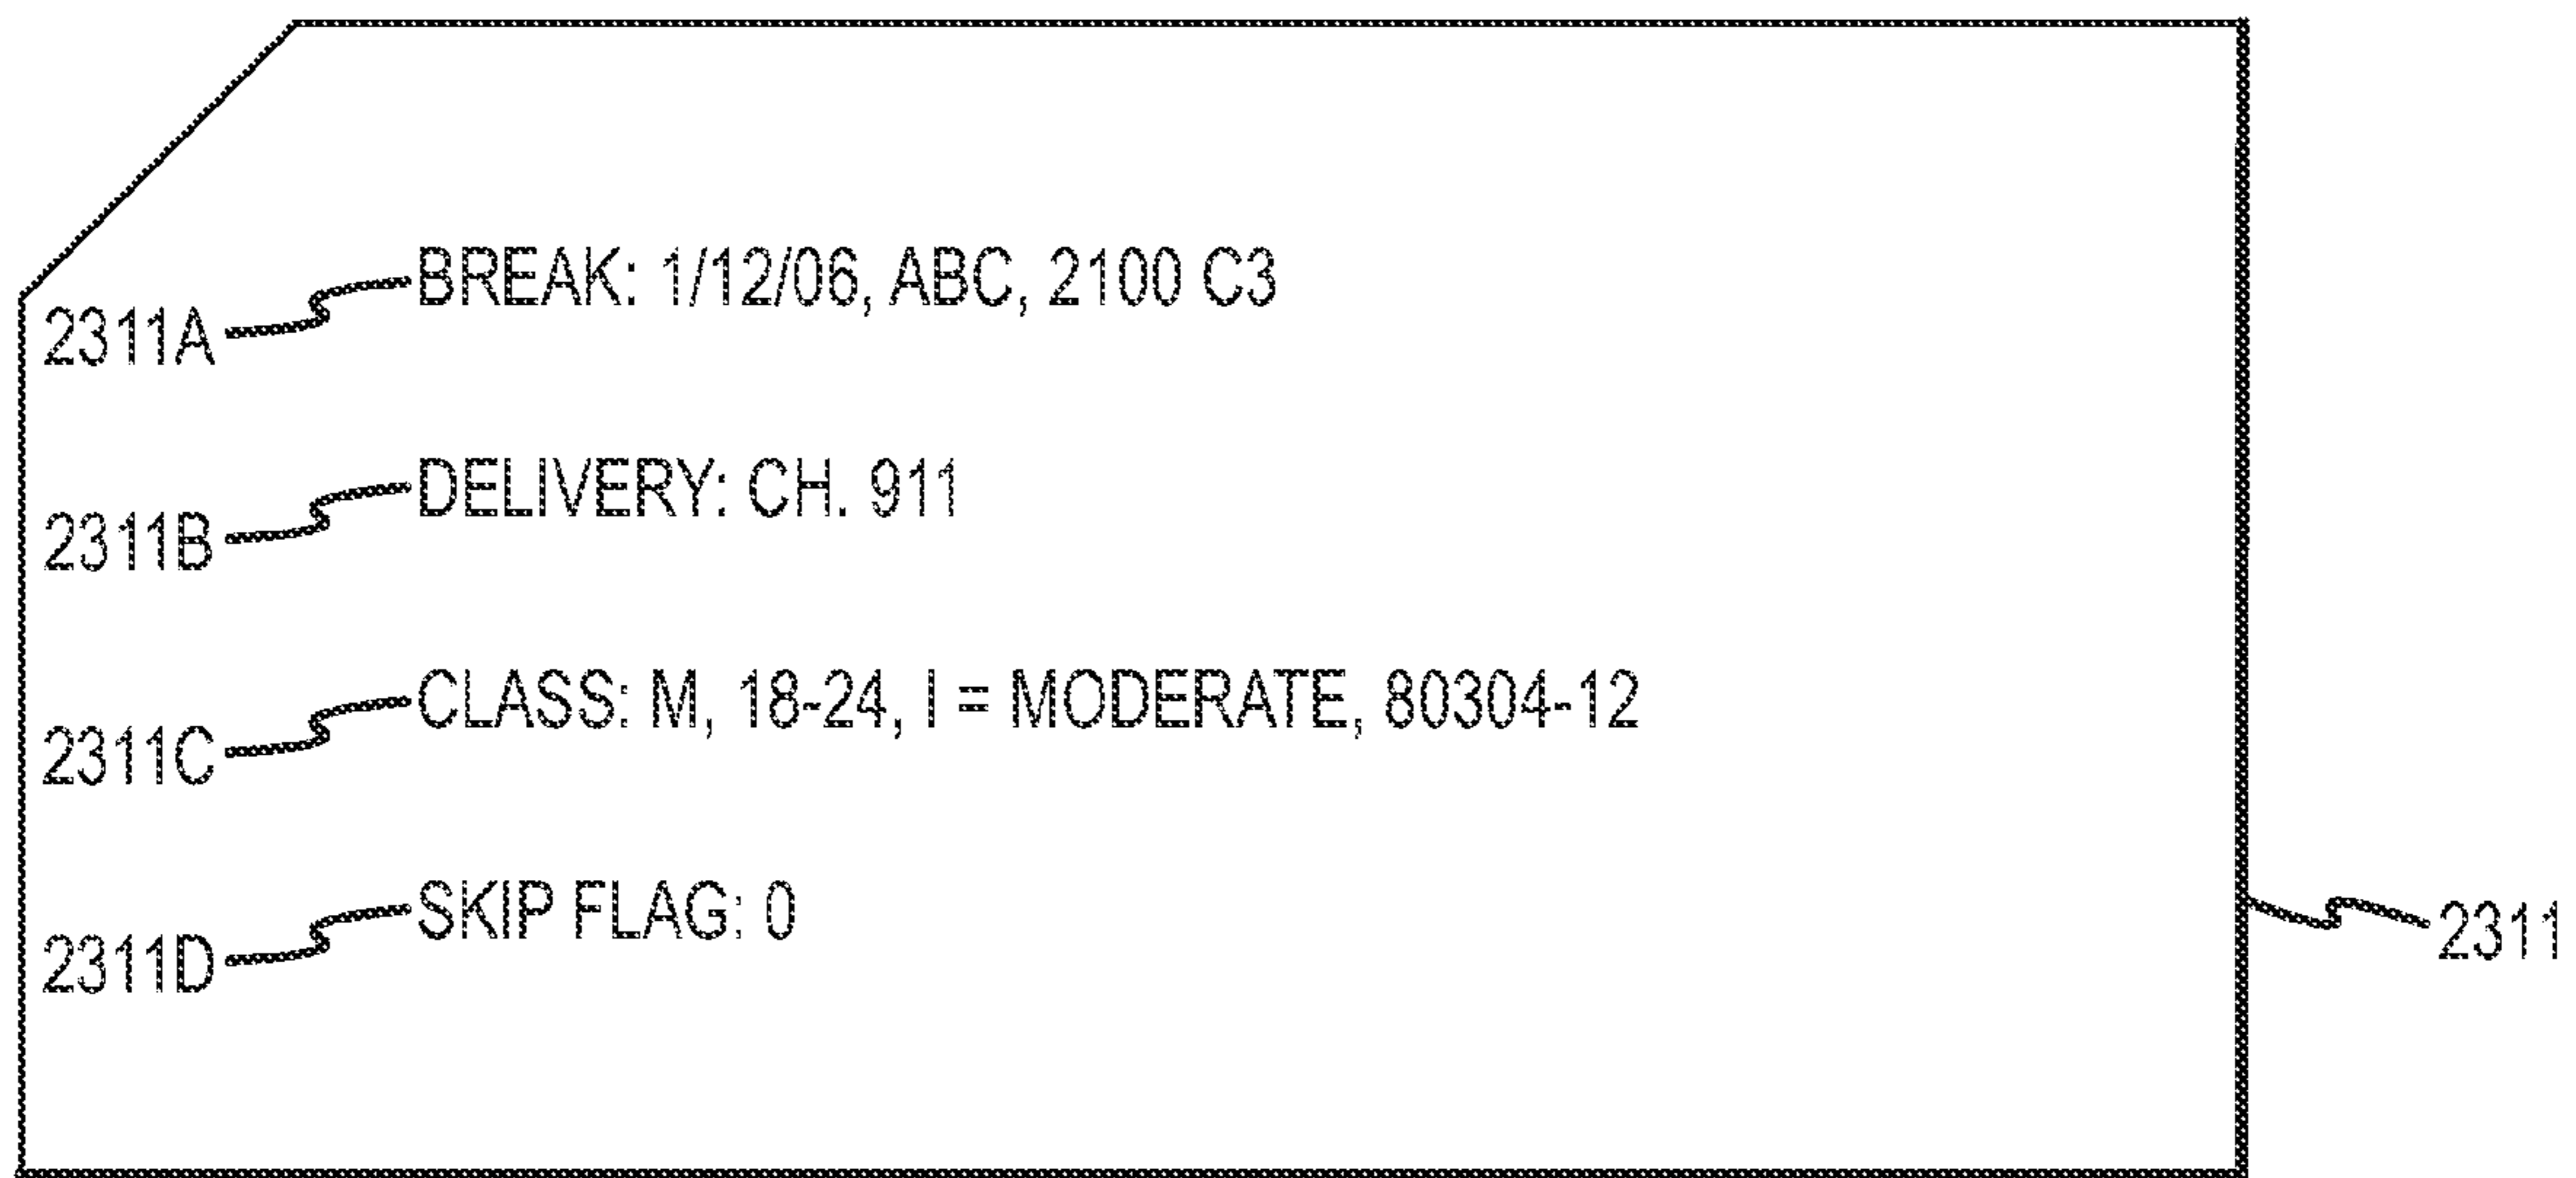 BREAK: 1/12/06, ABC, 2100 C3
2311A
DELIVERY: CH. 911
2311B
CLASS: M, 18-24, I = MODERATE, 80304-12
2311C
SKIP FLAG: 0
2311D
2311